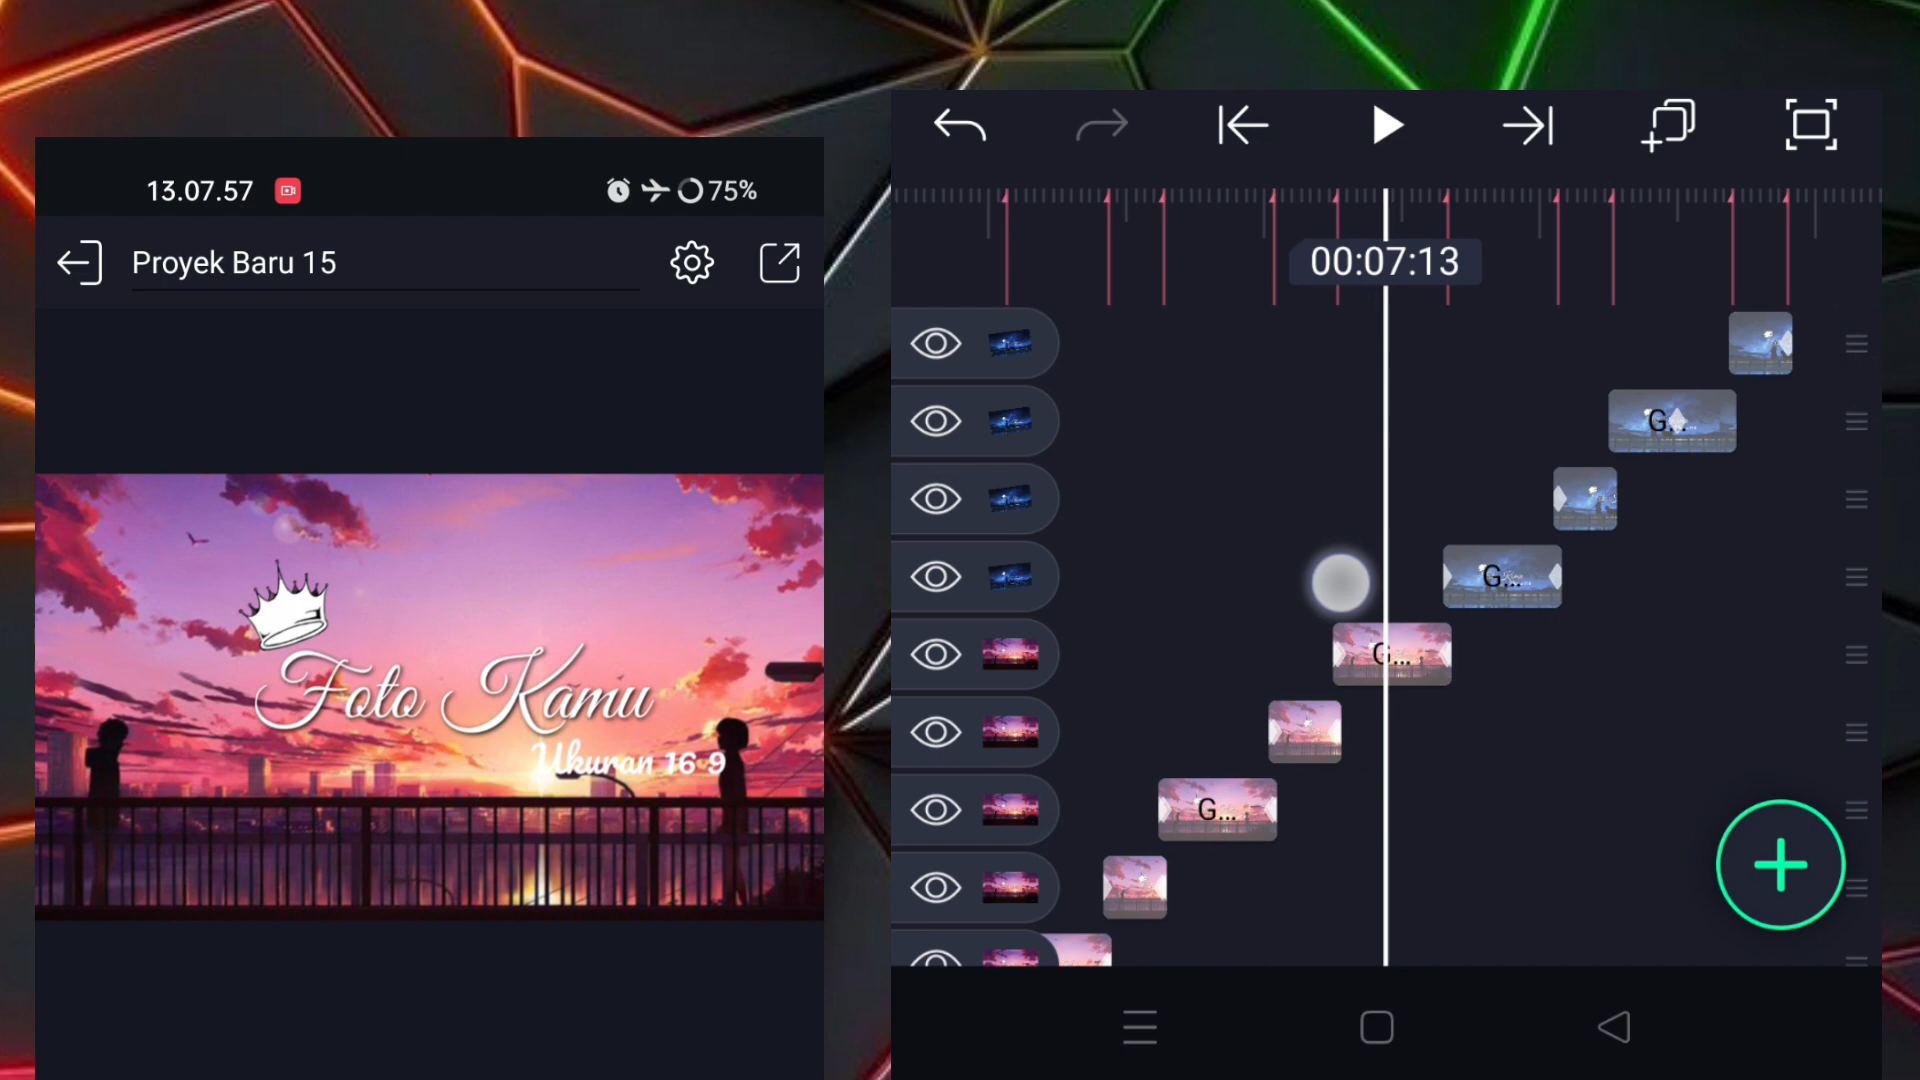 13.07.57
75%
Proyek Baru 15
Foto Kamu
Ukuran 16 9
00:07:13
G...
G...
G...
G...